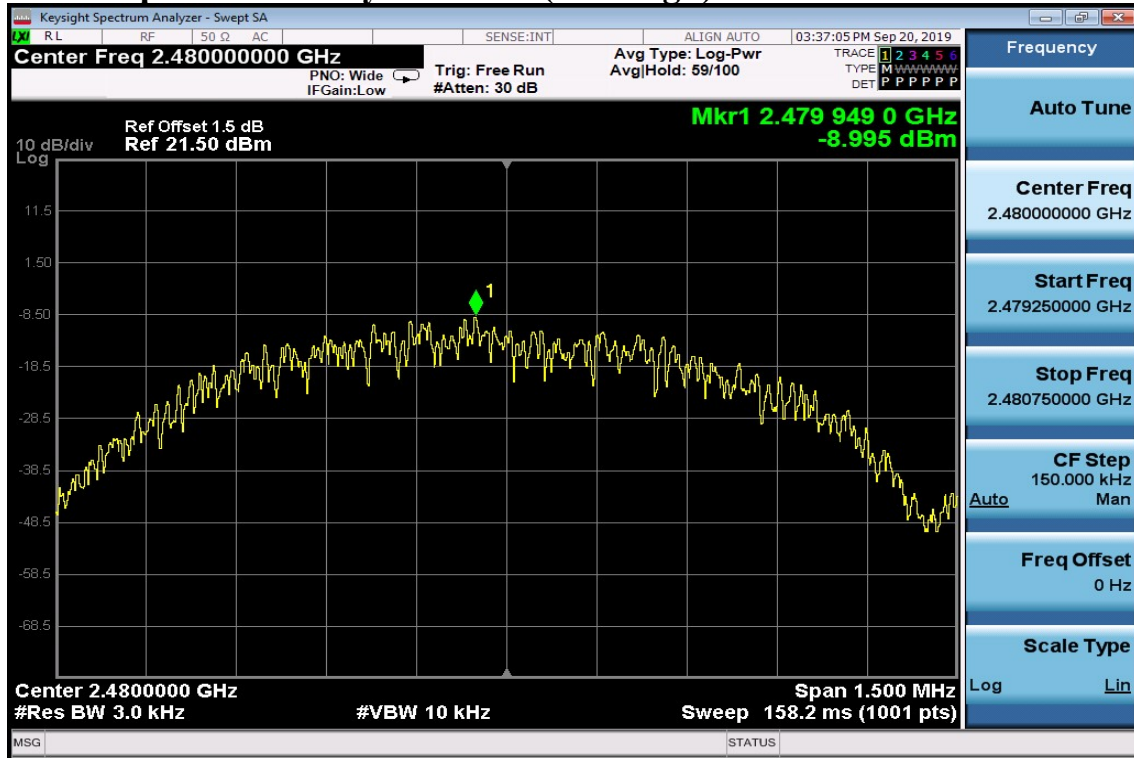 Keysight Spectrum Analyzer - Swept SA
LXI RL RF 50 Ω AC SENSE:INT ALIGN AUTO 03:37:05 PM Sep 20, 2019
Center Freq 2.480000000 GHz
PNO: Wide
IFGain:Low
Trig: Free Run
#Atten: 30 dB
Avg Type: Log-Pwr
Avg|Hold: 59/100
TRACE 1 2 3 4 5 6
TYPE M WWWWW
DET P P P P P P
Mkr1 2.479 949 0 GHz
-8.995 dBm
Ref Offset 1.5 dB
10 dB/div Ref 21.50 dBm
Log
11.5
1.50
-8.50
-18.5
-28.5
-38.5
-48.5
-58.5
-68.5
1
Center 2.4800000 GHz Span 1.500 MHz
#Res BW 3.0 kHz #VBW 10 kHz Sweep 158.2 ms (1001 pts)
MSG STATUS
Frequency
Auto Tune
Center Freq
2.480000000 GHz
Start Freq
2.479250000 GHz
Stop Freq
2.480750000 GHz
CF Step
150.000 kHz
Auto Man
Freq Offset
0 Hz
Scale Type
Log Lin